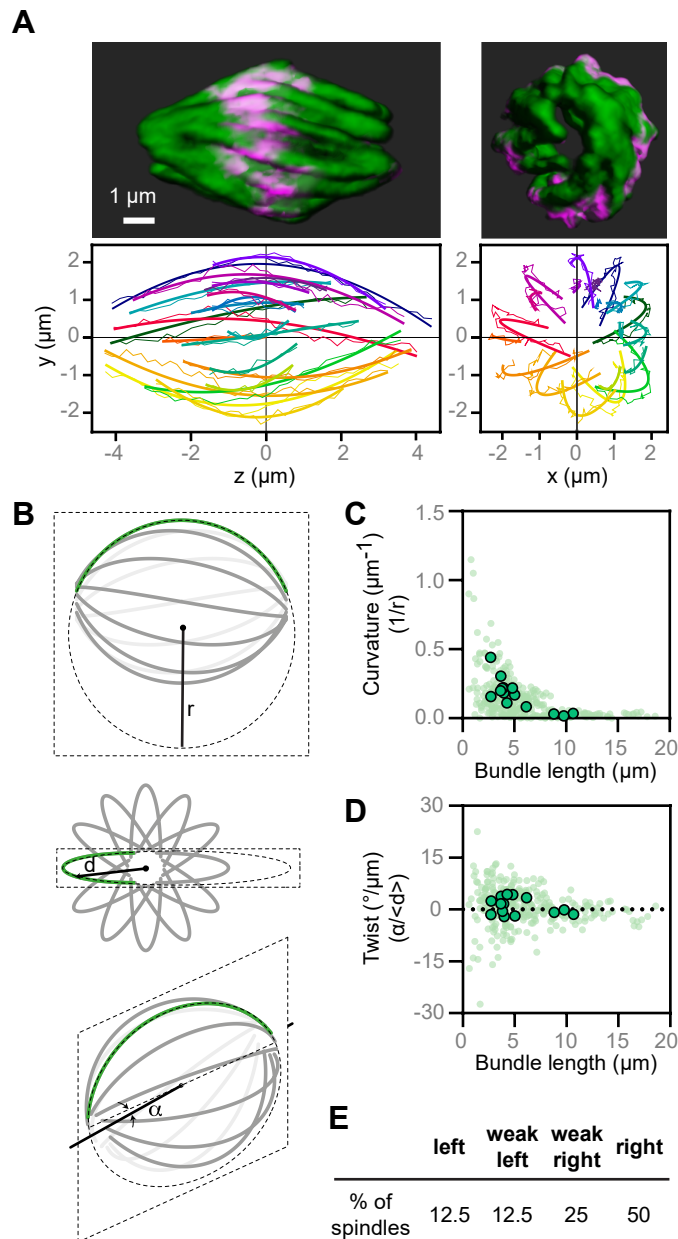 A
1 µm
2
1
0
-1
-2
y (µm)
-4
-2
0
2
4
z (µm)
2
1
0
-1
-2
-2
-1
0
1
2
x (µm)
B
r
d
α
C
1.5
1.0
0.5
0.0
Curvature (µm-1)
(1/r)
0
5
10
15
20
Bundle length (µm)
D
30
15
0
-15
-30
Twist (°/µm)
(α/<d>)
0
5
10
15
20
Bundle length (µm)
E
left
weak left
weak right
right
% of spindles
12.5
12.5
25
50